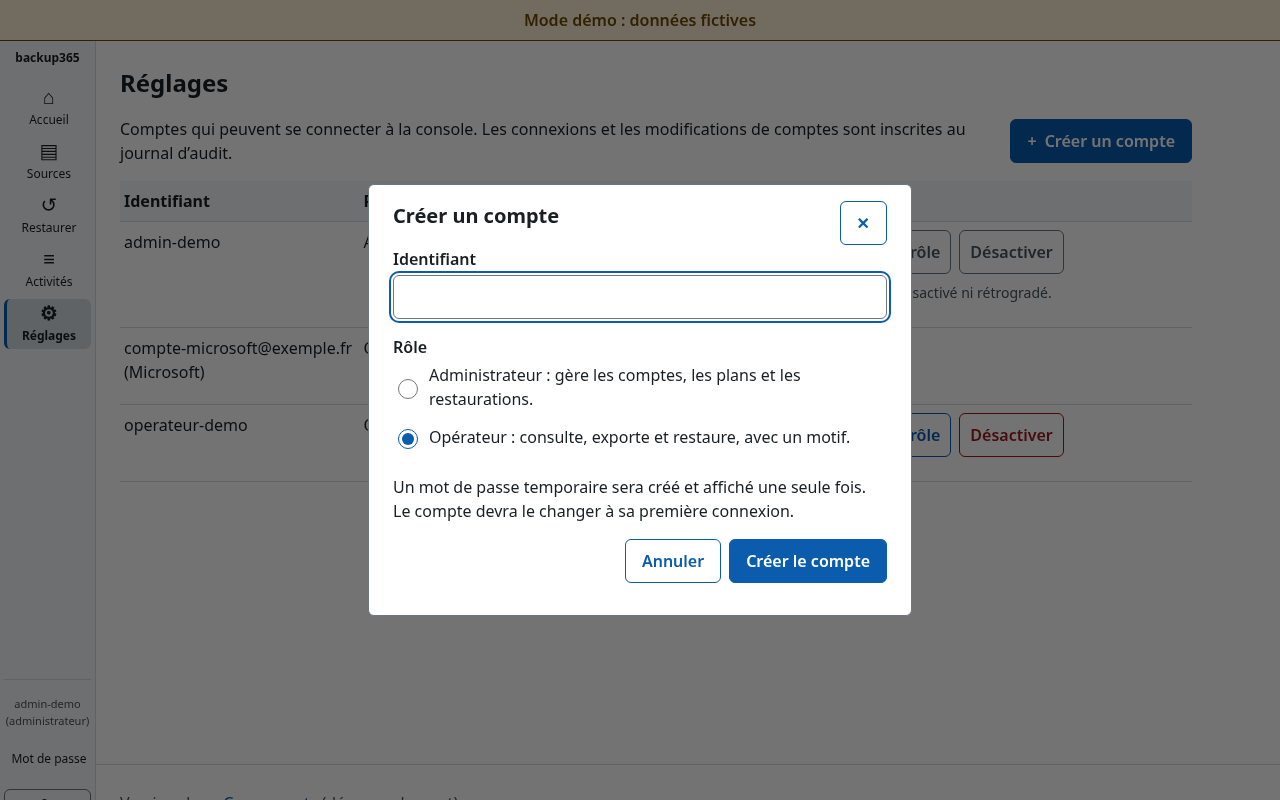 Mode démo : données fictives
backup365
Accueil
Sources
Restaurer
Activités
Réglages
admin-demo
(administrateur)
Mot de passe
Réglages
Comptes qui peuvent se connecter à la console. Les connexions et les modifications de comptes sont inscrites au
journal d’audit.
+ Créer un compte
Identifiant
admin-demo
rôle
Désactiver
sactivé ni rétrogradé.
compte-microsoft@exemple.fr
(Microsoft)
operateur-demo
rôle
Désactiver
Créer un compte
×
Identifiant
Rôle
Administrateur : gère les comptes, les plans et les
restaurations.
Opérateur : consulte, exporte et restaure, avec un motif.
Un mot de passe temporaire sera créé et affiché une seule fois.
Le compte devra le changer à sa première connexion.
Annuler
Créer le compte